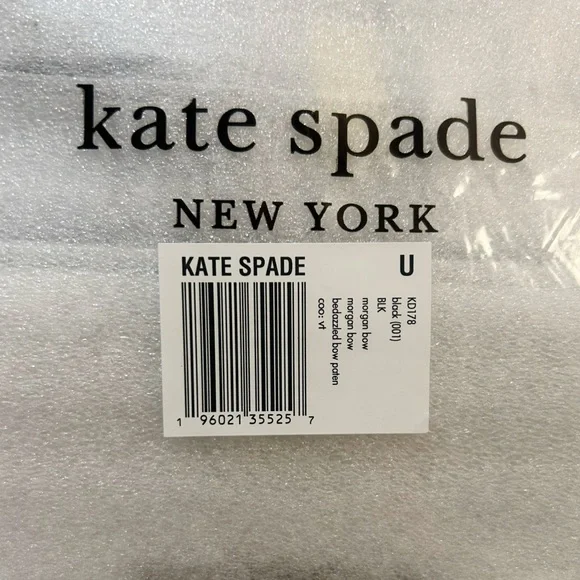 kate spade
NEW YORK
KATE SPADE
U
KD178
black (001)
BLK
morgan bow
morgan bow
bedazzled bow paten
coo: vt
1 96021 35525 7